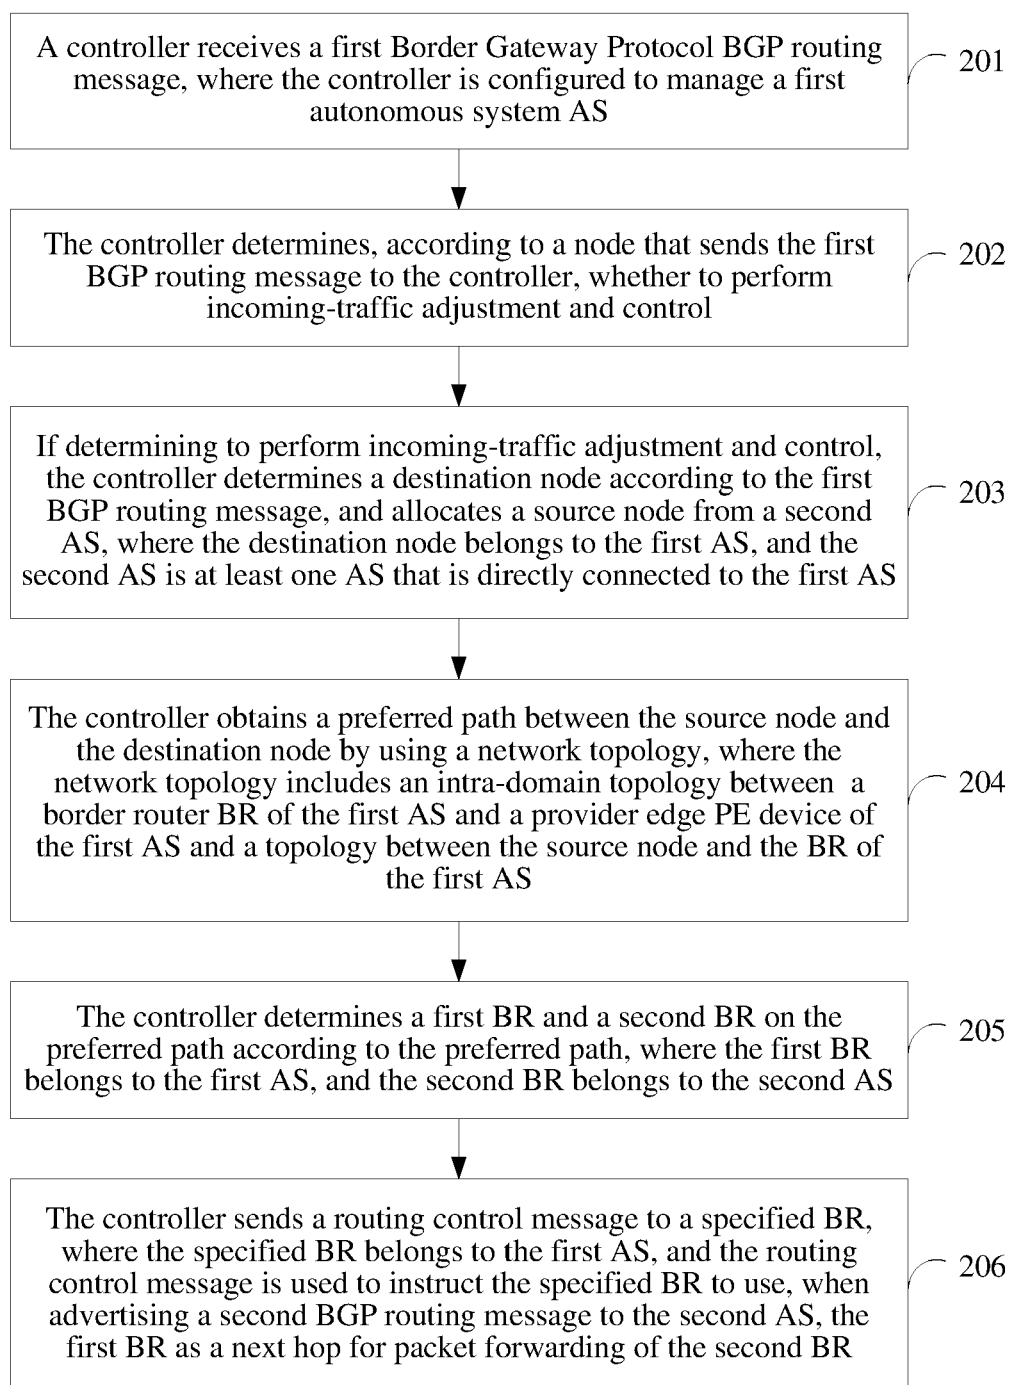 A controller receives a first Border Gateway Protocol BGP routing
message, where the controller is configured to manage a first
autonomous system AS
201
The controller determines, according to a node that sends the first
BGP routing message to the controller, whether to perform
incoming-traffic adjustment and control
202
If determining to perform incoming-traffic adjustment and control,
the controller determines a destination node according to the first
BGP routing message, and allocates a source node from a second
AS, where the destination node belongs to the first AS, and the
second AS is at least one AS that is directly connected to the first AS
203
The controller obtains a preferred path between the source node and
the destination node by using a network topology, where the
network topology includes an intra-domain topology between a
border router BR of the first AS and a provider edge PE device of
the first AS and a topology between the source node and the BR of
the first AS
204
The controller determines a first BR and a second BR on the
preferred path according to the preferred path, where the first BR
belongs to the first AS, and the second BR belongs to the second AS
205
The controller sends a routing control message to a specified BR,
where the specified BR belongs to the first AS, and the routing
control message is used to instruct the specified BR to use, when
advertising a second BGP routing message to the second AS, the
first BR as a next hop for packet forwarding of the second BR
206